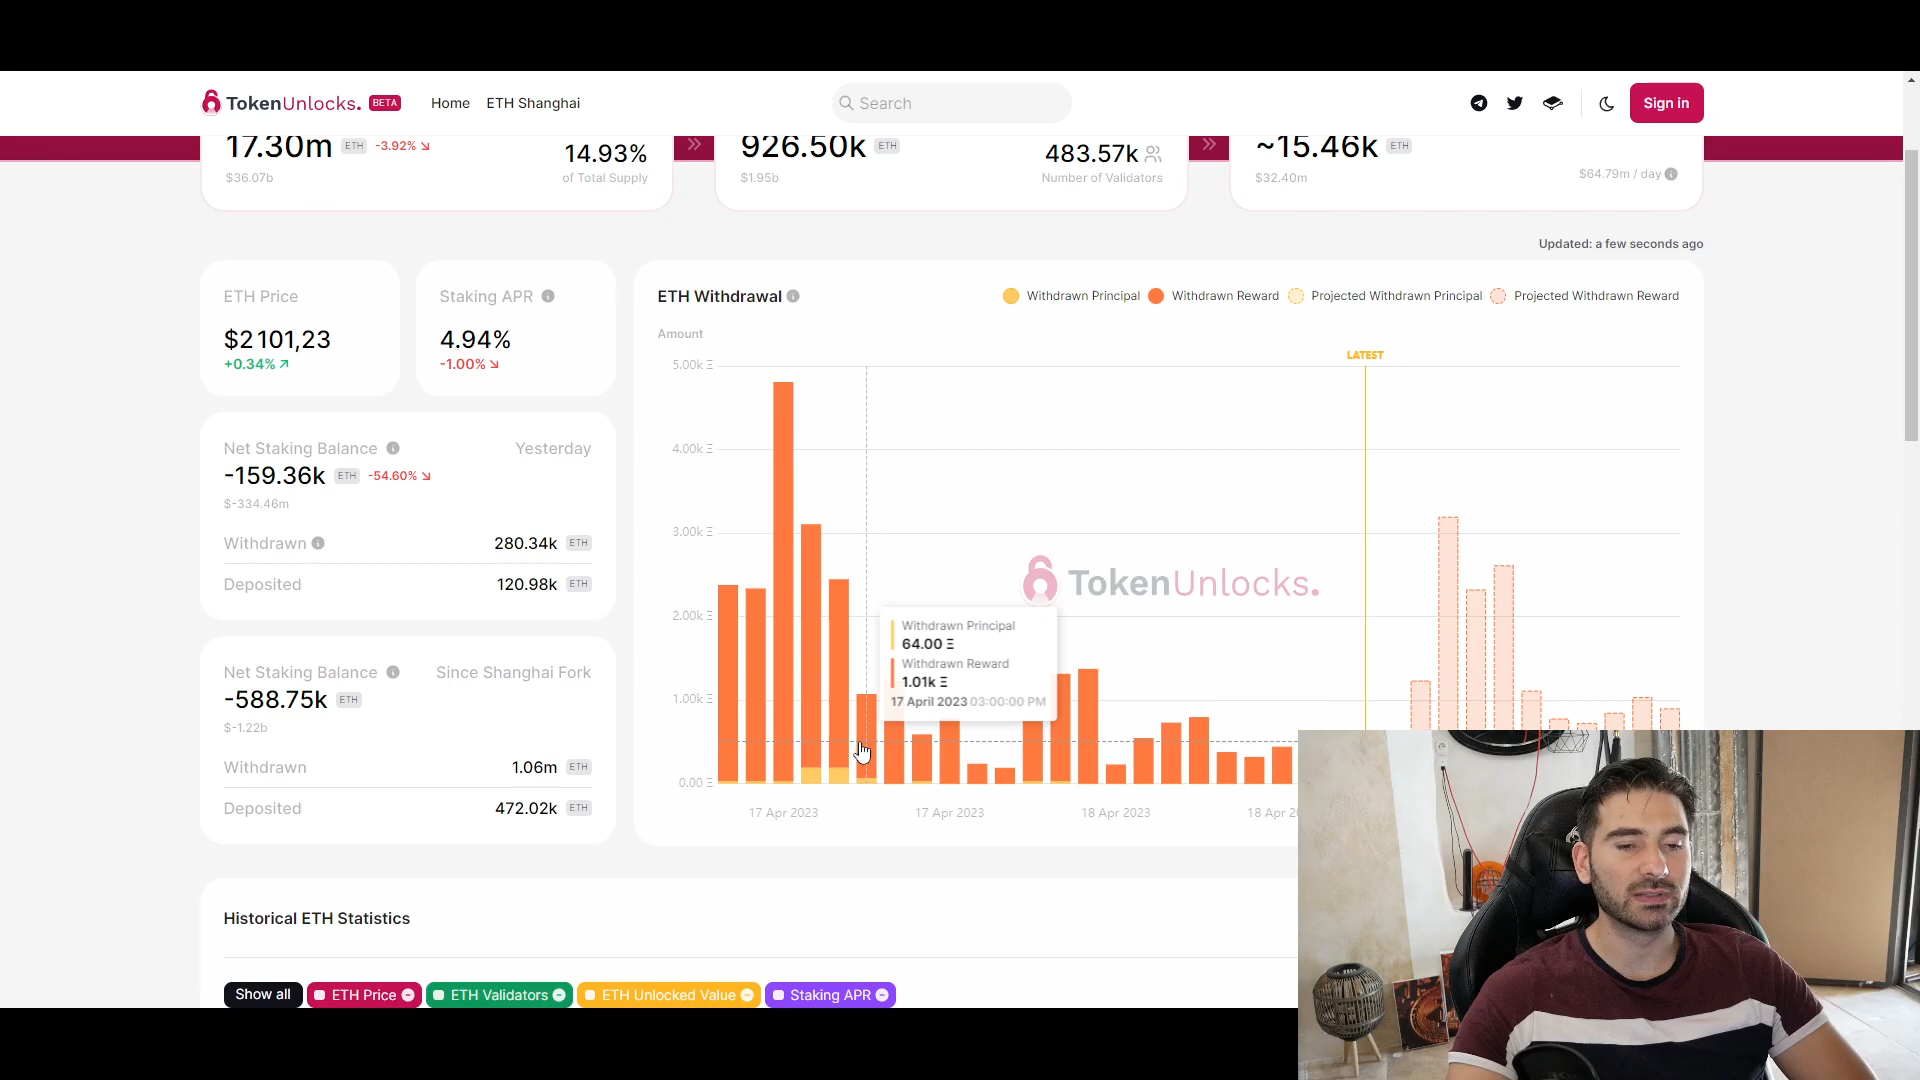 TokenUnlocks. BETA Home ETH Shanghai Search Sign in
17.30m ETH -3.92% 14.93%
$36.07b of Total Supply
926.50k ETH 483.57k
$1.95b Number of Validators
~15.46k ETH
$32.40m $64.79m / day
Updated: a few seconds ago
ETH Price
$2 101,23
+0.34%
Staking APR
4.94%
-1.00%
Net Staking Balance Yesterday
-159.36k ETH -54.60%
$-334.46m
Withdrawn 280.34k ETH
Deposited 120.98k ETH
Net Staking Balance Since Shanghai Fork
-588.75k ETH
$-1.22b
Withdrawn 1.06m ETH
Deposited 472.02k ETH
ETH Withdrawal Withdrawn Principal Withdrawn Reward Projected Withdrawn Principal Projected Withdrawn Reward
Amount
LATEST
5.00k Ξ
4.00k Ξ
3.00k Ξ
2.00k Ξ
1.00k Ξ
0.00 Ξ
TokenUnlocks.
Withdrawn Principal
64.00 Ξ
Withdrawn Reward
1.01k Ξ
17 April 2023 03:00:00 PM
17 Apr 2023 17 Apr 2023 18 Apr 2023 18 Apr 2
Historical ETH Statistics
Show all ETH Price ETH Validators ETH Unlocked Value Staking APR